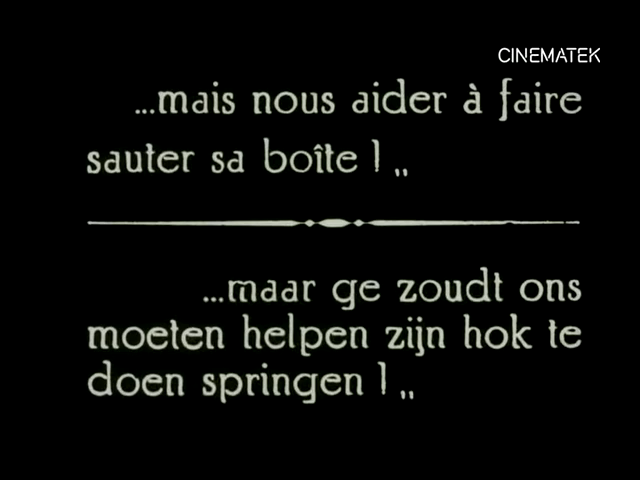 CINEMATEK
...mais nous aider à faire
sauter sa boîte ! „
...maar ge zoudt ons
moeten helpen zijn hok te
doen springen ! „